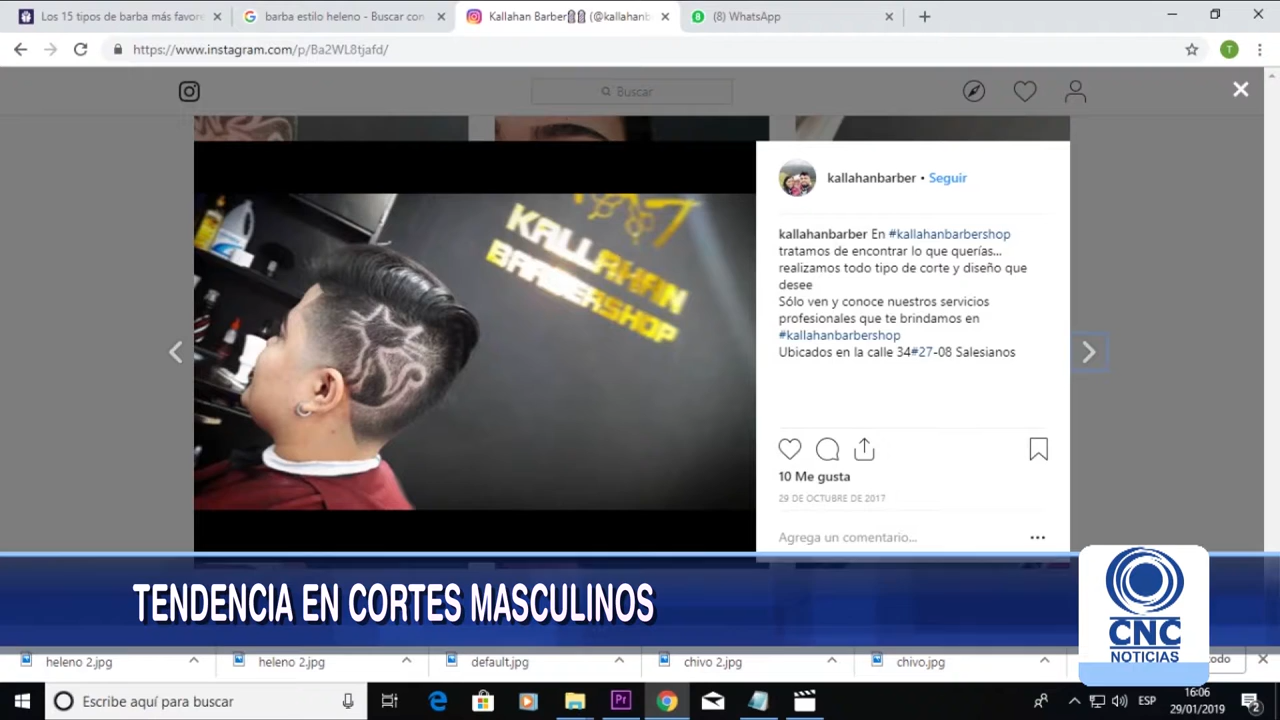 Los 15 tipos de barba más favore
barba estilo heleno - Buscar con
Kallahan Barber (@kallahanb
(8) WhatsApp
https://www.instagram.com/p/Ba2WL8tjafd/
T
Buscar
KALLAHAN
BARBERSHOP
kallahanbarber • Seguir
kallahanbarber En #kallahanbarbershop
tratamos de encontrar lo que querías...
realizamos todo tipo de corte y diseño que
desee
Sólo ven y conoce nuestros servicios
profesionales que te brindamos en
#kallahanbarbershop
Ubicados en la calle 34#27-08 Salesianos
10 Me gusta
29 DE OCTUBRE DE 2017
Agrega un comentario...
TENDENCIA EN CORTES MASCULINOS
CNC
NOTICIAS
heleno 2.jpg
heleno 2.jpg
default.jpg
chivo 2.jpg
chivo.jpg
odo
Escribe aquí para buscar
Pr
ESP
16:06
29/01/2019
2